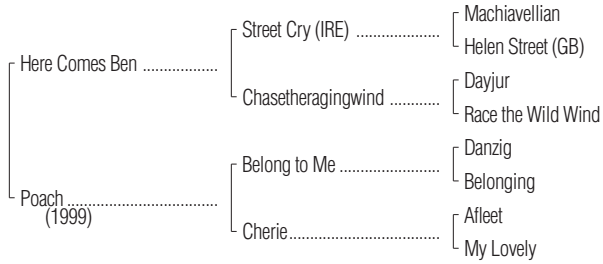 Machiavellian
Street Cry (IRE) ...................
Helen Street (GB)
Here Comes Ben .................
Dayjur
Chasetheragingwind ............
Race the Wild Wind
Danzig
Belong to Me .......................
Belonging
Poach..................................
(1999)
Afleet
Cherie..................................
My Lovely